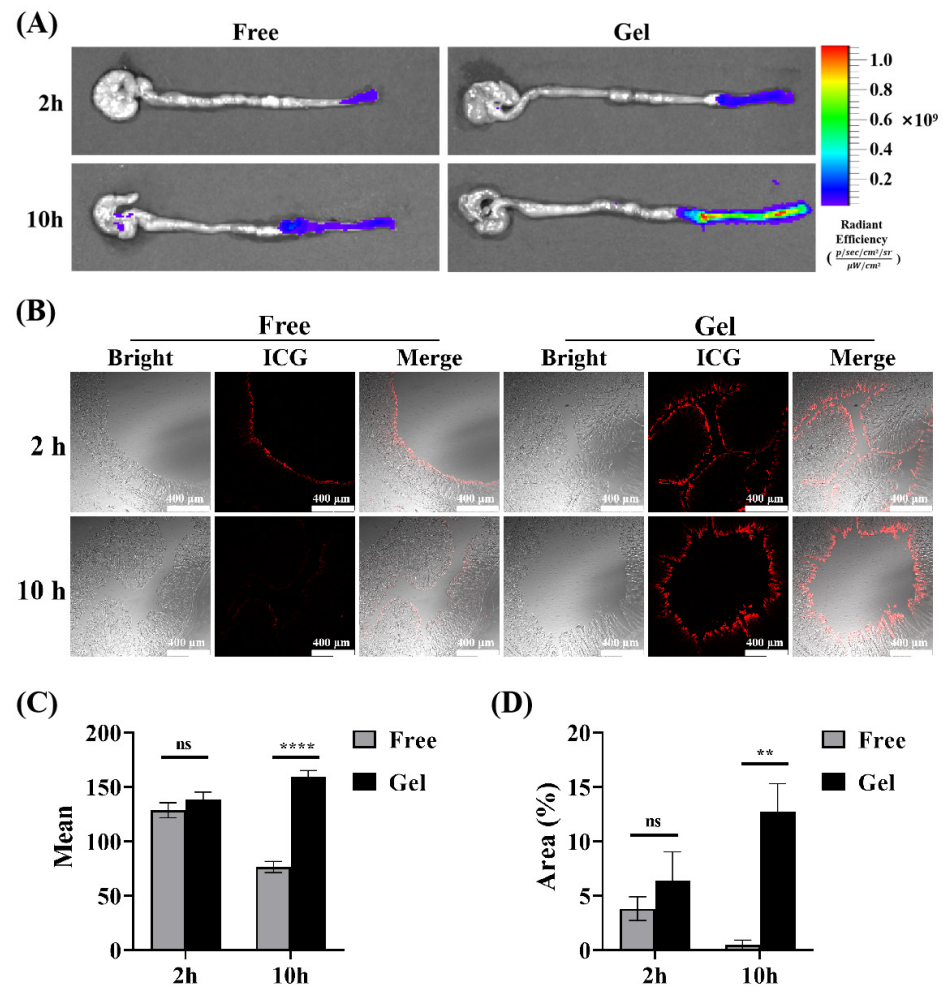 (A)
Free Gel
2h
10h
1.0
0.8
0.6
0.4
0.2
×10⁹
Radiant
Efficiency
( p/sec/cm²/sr
μW/cm² )
(B)
Free Gel
Bright ICG Merge Bright ICG Merge
2 h
400 μm 400 μm 400 μm 400 μm 400 μm 400 μm
10 h
400 μm 400 μm 400 μm 400 μm 400 μm 400 μm
(C)
Mean
200
150
100
50
0
ns
****
2h 10h
Free
Gel
(D)
Area (%)
20
15
10
5
0
ns
**
2h 10h
Free
Gel